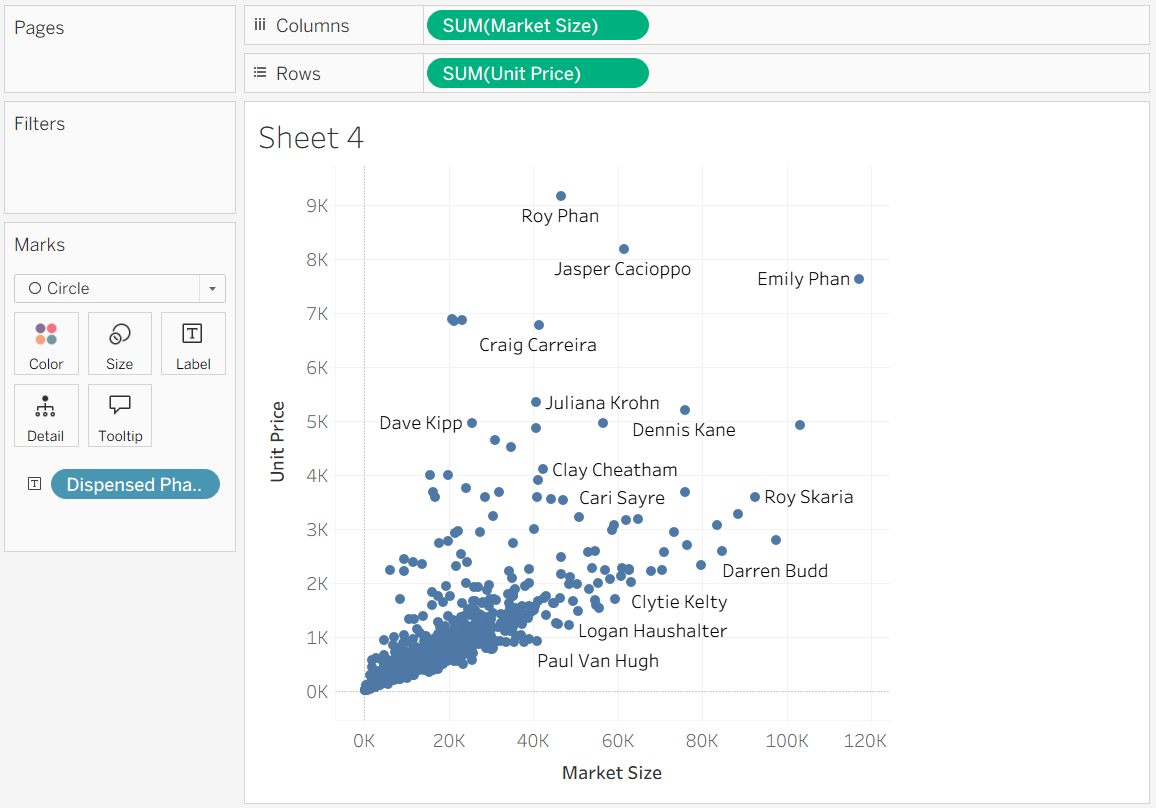 Pages
Columns
SUM(Market Size)
Rows
SUM(Unit Price)
Filters
Marks
Circle
Color
Size
T
Label
Detail
Tooltip
T
Dispensed Pha..
Sheet 4
Unit Price
9K
8K
7K
6K
5K
4K
3K
2K
1K
0K
Roy Phan
Jasper Cacioppo
Emily Phan
Craig Carreira
Juliana Krohn
Dave Kipp
Dennis Kane
Clay Cheatham
Cari Sayre
Roy Skaria
Darren Budd
Clytie Kelty
Logan Haushalter
Paul Van Hugh
0K
20K
40K
60K
80K
100K
120K
Market Size